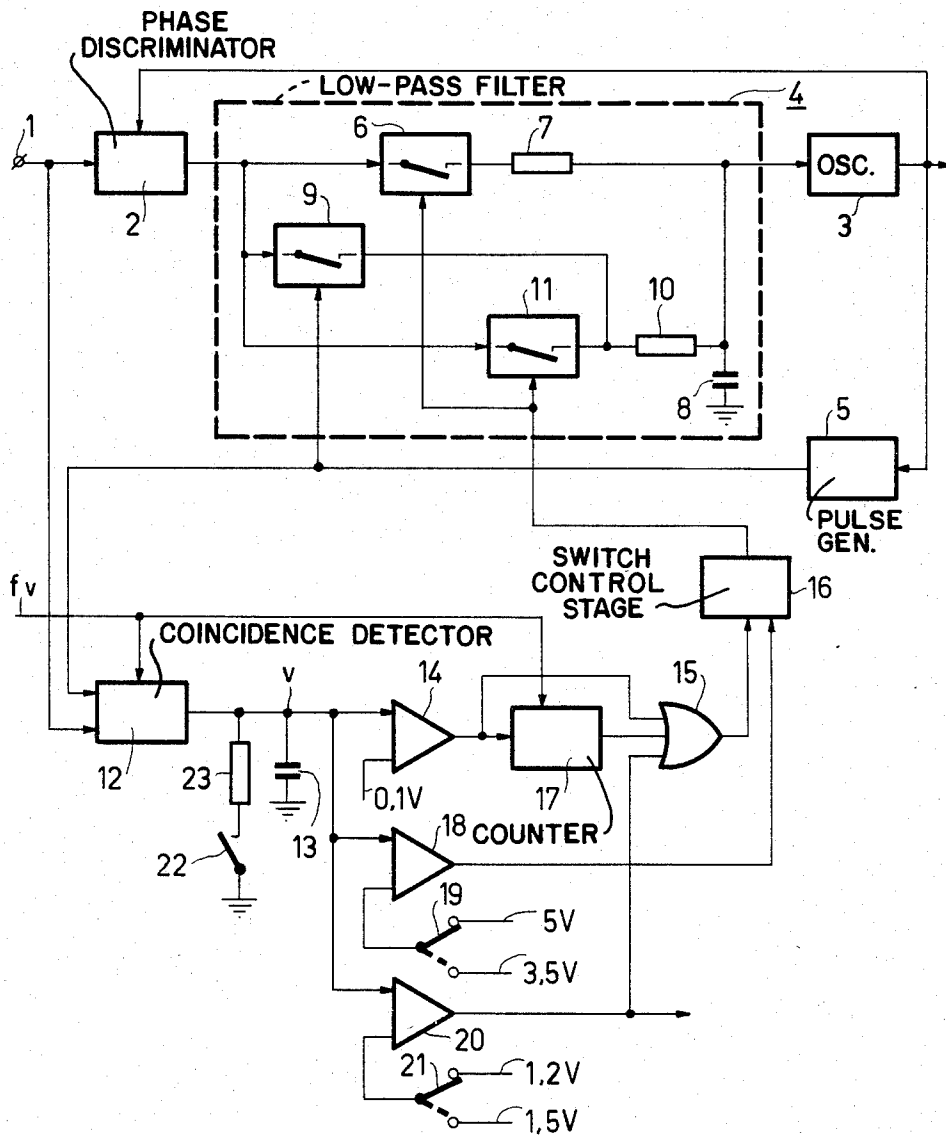 PHASE
DISCRIMINATOR
LOW-PASS FILTER
4
1
6
7
OSC.
2
3
9
11
10
8
5
PULSE
GEN.
SWITCH
CONTROL
STAGE
16
fv
COINCIDENCE DETECTOR
v
14
15
12
23
13
0,1V
17
COUNTER
22
18
19
5V
3,5V
20
21
1,2V
1,5V